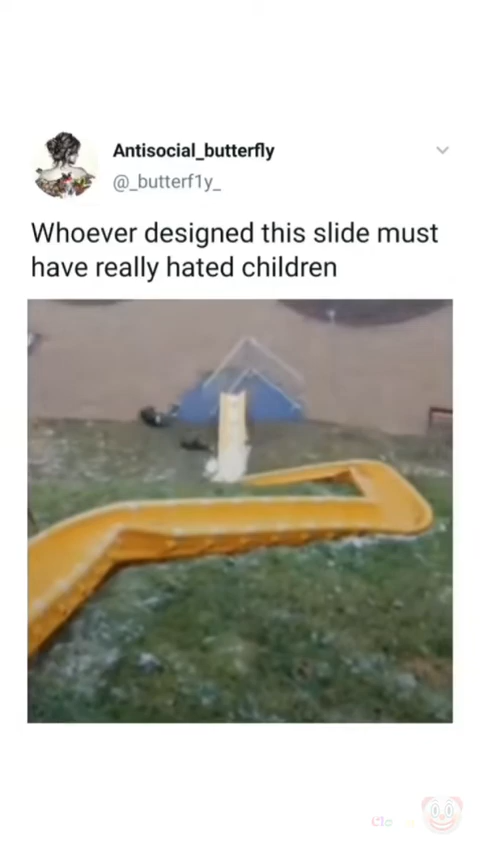 Antisocial_butterfly
@_butterf1y_
Whoever designed this slide must
have really hated children